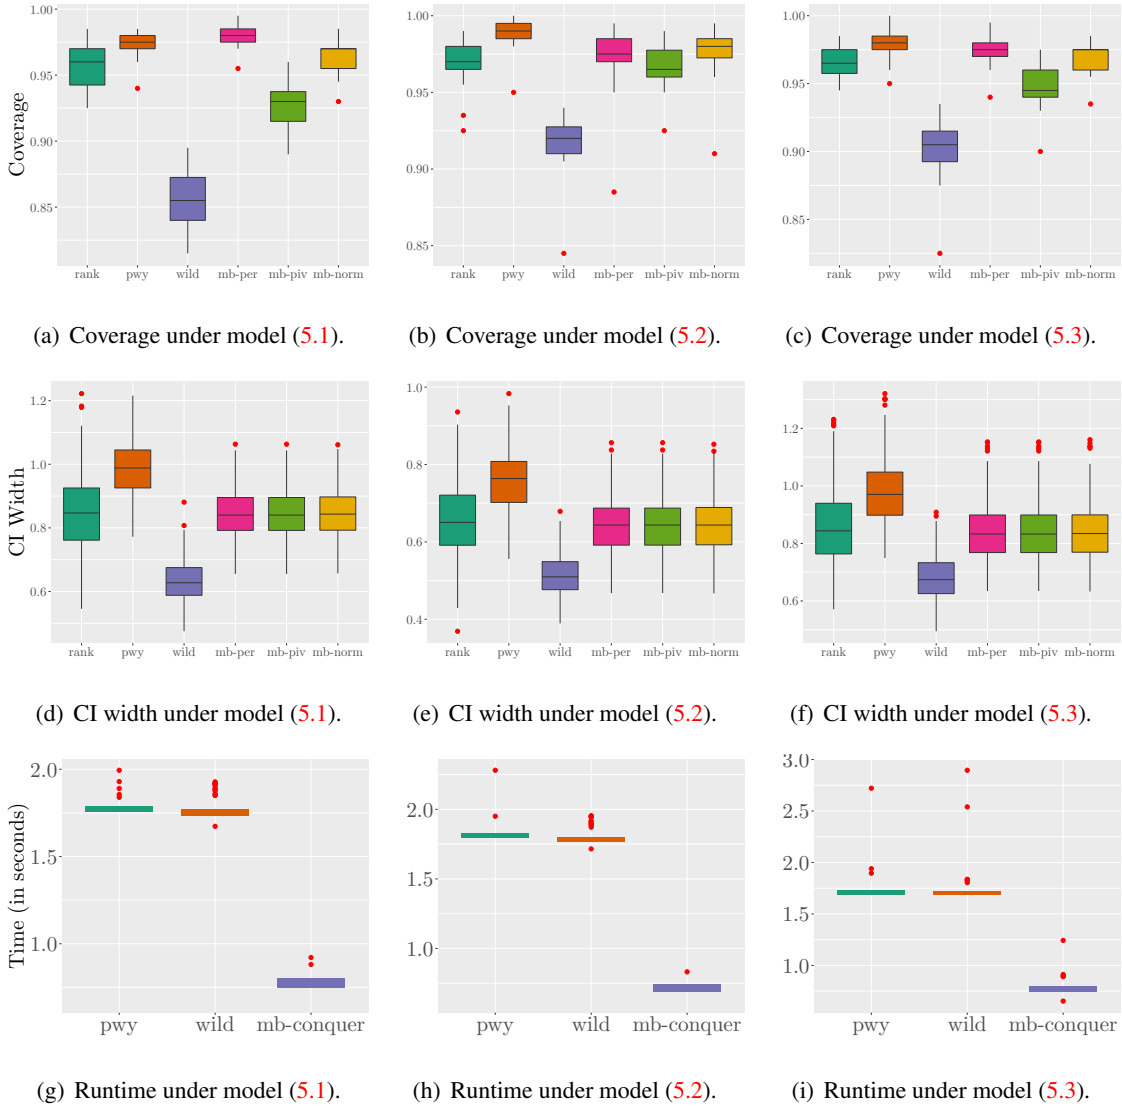 Coverage
1.00
0.95
0.90
0.85
rank pwy wild mb-per mb-piv mb-norm
1.00
0.95
0.90
0.85
rank pwy wild mb-per mb-piv mb-norm
1.00
0.95
0.90
0.85
rank pwy wild mb-per mb-piv mb-norm
(a) Coverage under model (5.1).
(b) Coverage under model (5.2).
(c) Coverage under model (5.3).
CI Width
1.2
1.0
0.8
0.6
rank pwy wild mb-per mb-piv mb-norm
1.0
0.8
0.6
0.4
rank pwy wild mb-per mb-piv mb-norm
1.2
1.0
0.8
0.6
rank pwy wild mb-per mb-piv mb-norm
(d) CI width under model (5.1).
(e) CI width under model (5.2).
(f) CI width under model (5.3).
Time (in seconds)
2.0
1.5
1.0
pwy wild mb-conquer
2.0
1.5
1.0
pwy wild mb-conquer
3.0
2.5
2.0
1.5
1.0
pwy wild mb-conquer
(g) Runtime under model (5.1).
(h) Runtime under model (5.2).
(i) Runtime under model (5.3).